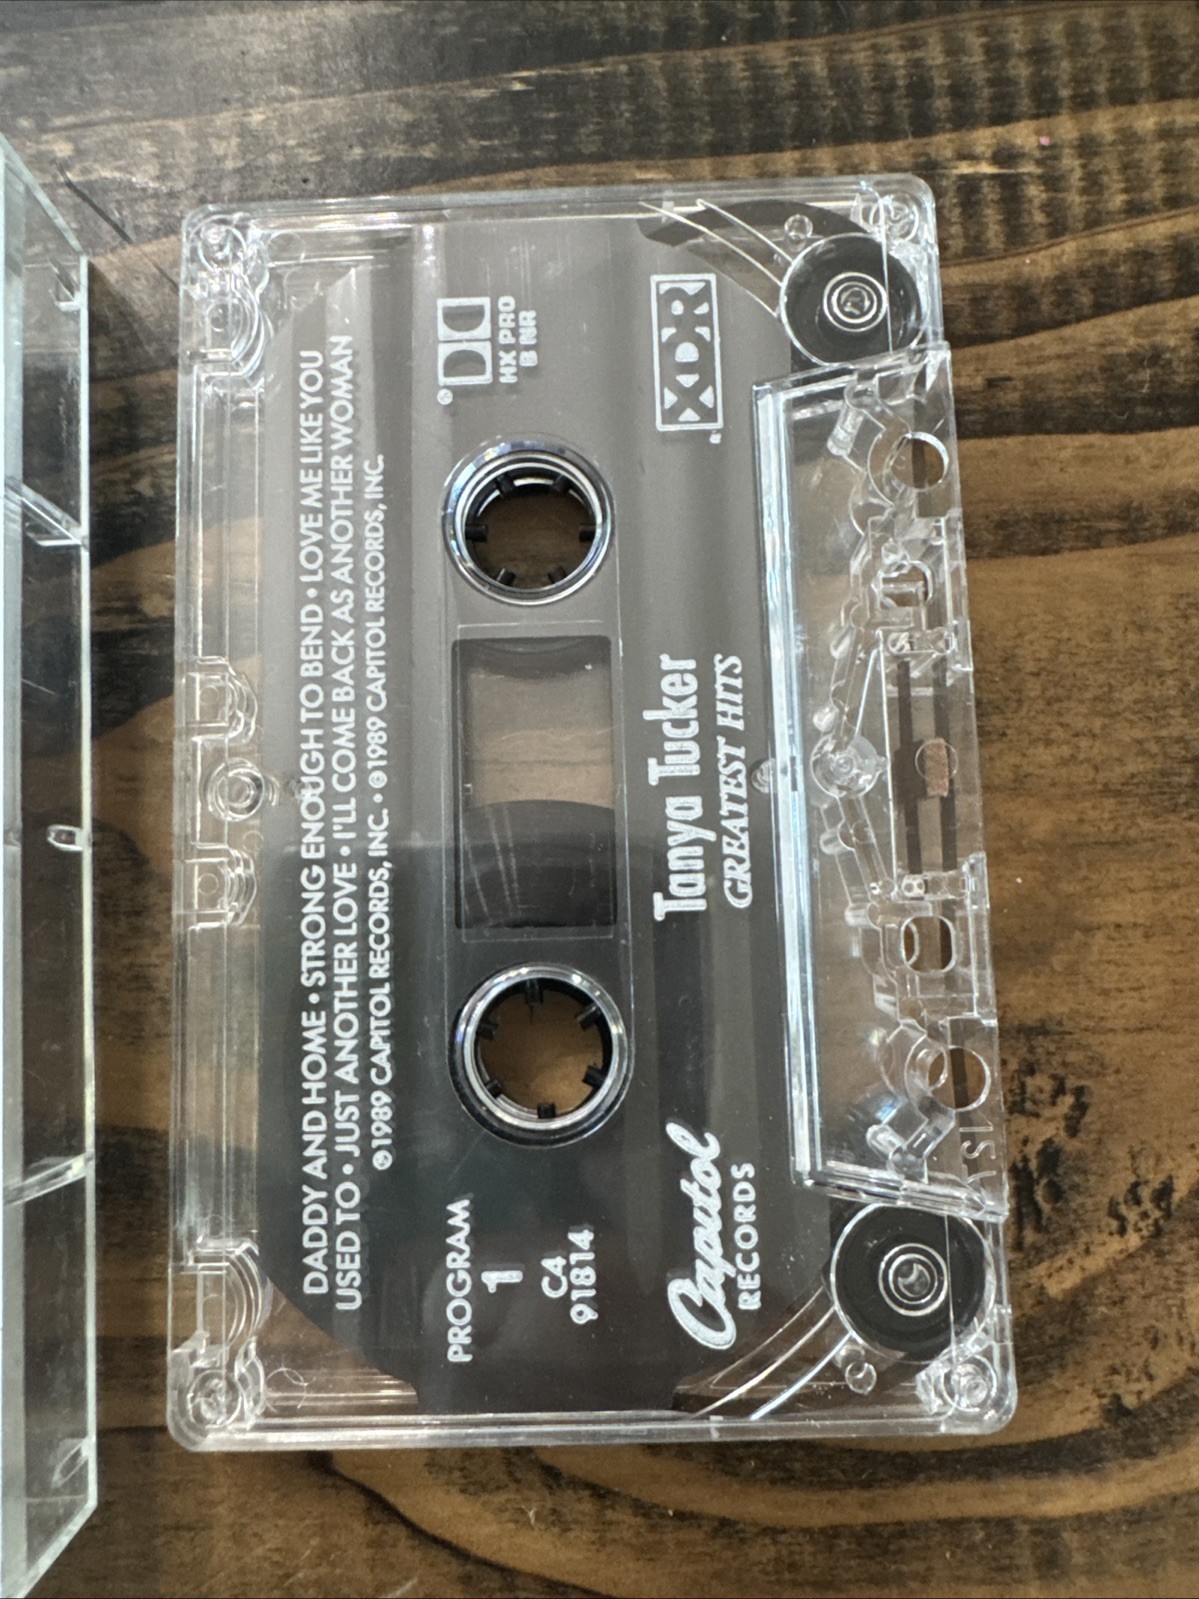 DADDY AND HOME • STRONG ENOUGH TO BEND • LOVE ME LIKE YOU
USED TO • JUST ANOTHER LOVE • I'LL COME BACK AS ANOTHER WOMAN
℗1989 CAPITOL RECORDS, INC. • ©1989 CAPITOL RECORDS, INC.
PROGRAM
1
C4
91814
HX PRO
B NR
XDR
Tanya Tucker
GREATEST HITS
Capitol
RECORDS